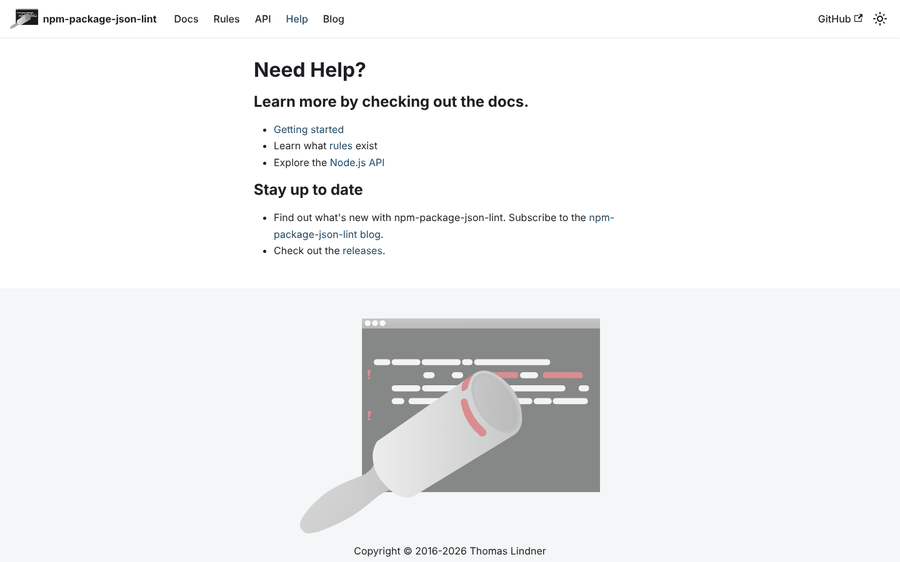 npm-package-json-lint Docs Rules API Help Blog GitHub
Need Help?
Learn more by checking out the docs.
Getting started
Learn what rules exist
Explore the Node.js API
Stay up to date
Find out what's new with npm-package-json-lint. Subscribe to the npm-
package-json-lint blog.
Check out the releases.
!
!
Copyright © 2016-2026 Thomas Lindner